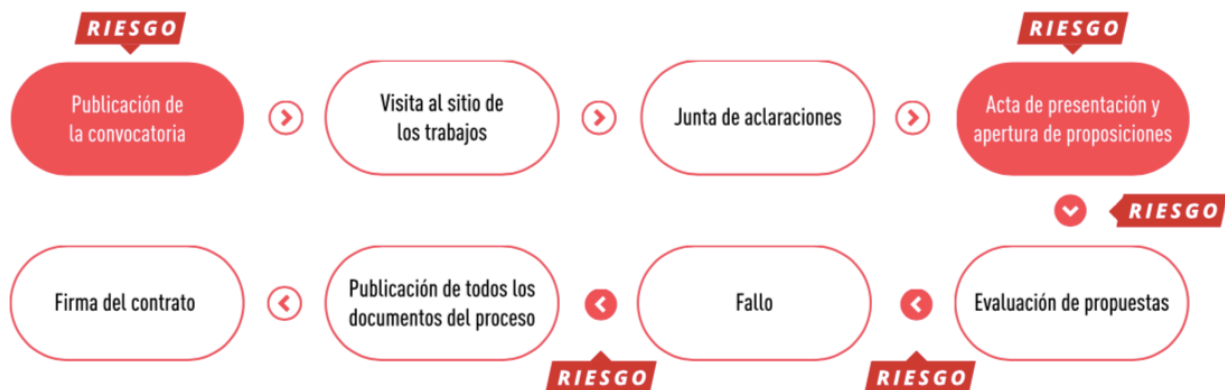 RIESGO
RIESGO
Publicación de
la convocatoria
Visita al sitio de
los trabajos
Junta de aclaraciones
Acta de presentación y
apertura de proposiciones
RIESGO
Firma del contrato
Publicación de todos los
documentos del proceso
Fallo
Evaluación de propuestas
RIESGO
RIESGO